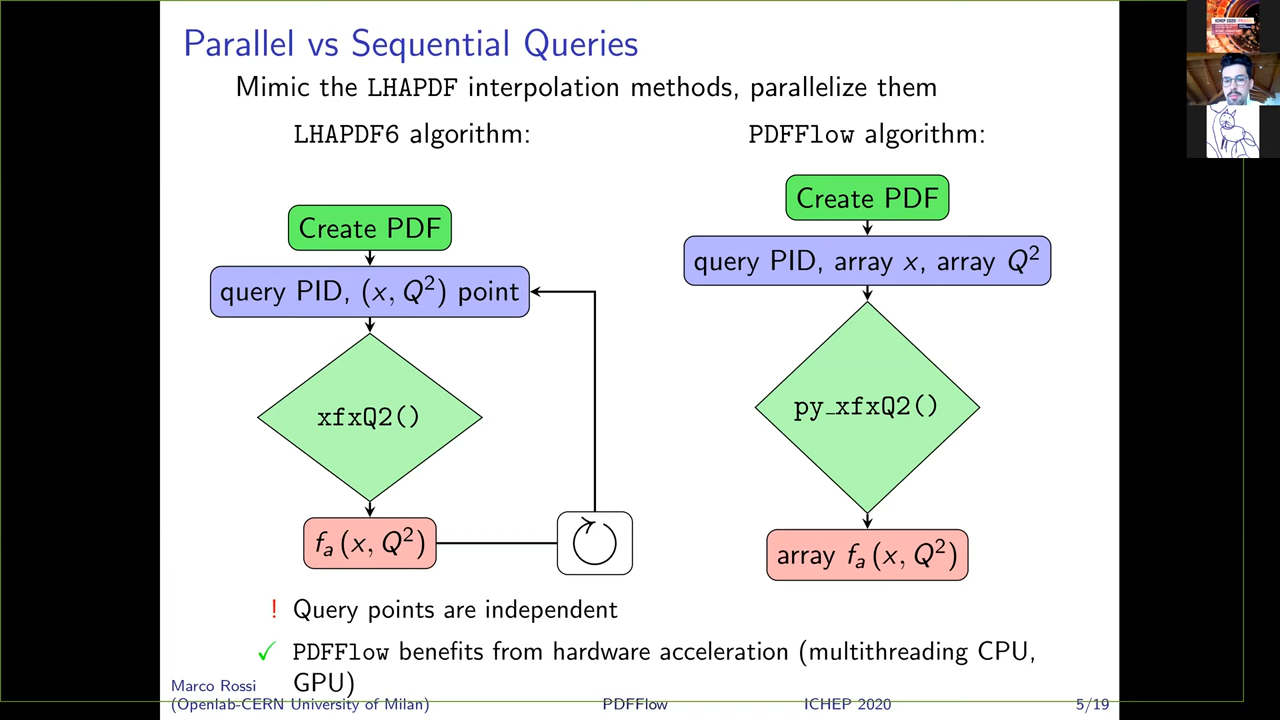 Parallel vs Sequential Queries
Mimic the LHAPDF interpolation methods, parallelize them
LHAPDF6 algorithm:
Create PDF
query PID, (x, Q²) point
xfxQ2()
fₐ (x, Q²)
PDFFlow algorithm:
Create PDF
query PID, array x, array Q²
py_xfxQ2()
array fₐ (x, Q²)
! Query points are independent
✓ PDFFlow benefits from hardware acceleration (multithreading CPU,
GPU)
Marco Rossi
(Openlab-CERN University of Milan)
PDFFlow
ICHEP 2020
5/19
ICHEP 2020